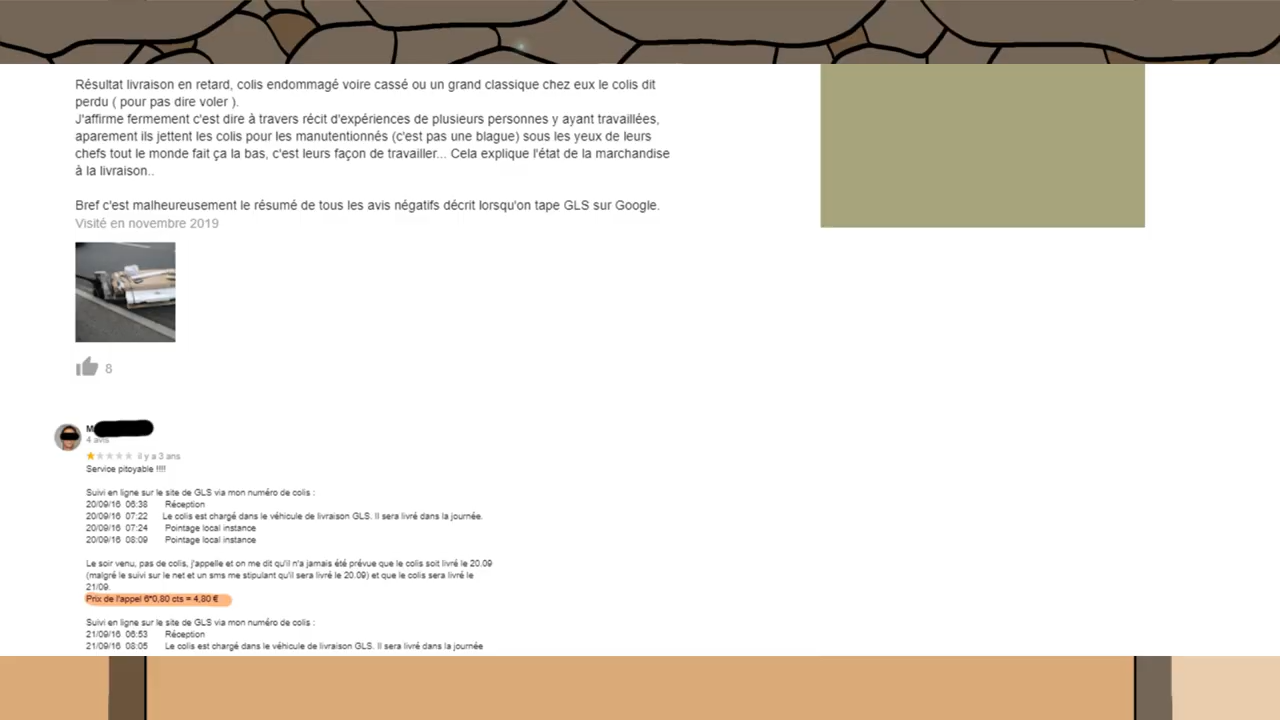 Résultat livraison en retard, colis endommagé voire cassé ou un grand classique chez eux le colis dit
perdu ( pour pas dire voler ).
J'affirme fermement c'est dire à travers récit d'expériences de plusieurs personnes y ayant travaillées,
aparement ils jettent les colis pour les manutentionnés (c'est pas une blague) sous les yeux de leurs
chefs tout le monde fait ça la bas, c'est leurs façon de travailler... Cela explique l'état de la marchandise
à la livraison..
Bref c'est malheureusement le résumé de tous les avis négatifs décrit lorsqu'on tape GLS sur Google.
Visité en novembre 2019
8
M
4 avis
il y a 3 ans
Service pitoyable !!!!
Suivi en ligne sur le site de GLS via mon numéro de colis :
20/09/16 06:38 Réception
20/09/16 07:22 Le colis est chargé dans le véhicule de livraison GLS. Il sera livré dans la journée.
20/09/16 07:24 Pointage local instance
20/09/16 08:09 Pointage local instance
Le soir venu, pas de colis, j'appelle et on me dit qu'il n'a jamais été prévue que le colis soit livré le 20.09
(malgré le suivi sur le net et un sms me stipulant qu'il sera livré le 20.09) et que le colis sera livré le
21/09.
Prix de l'appel 6*0,80 cts = 4,80 €
Suivi en ligne sur le site de GLS via mon numéro de colis :
21/09/16 06:53 Réception
21/09/16 08:05 Le colis est chargé dans le véhicule de livraison GLS. Il sera livré dans la journée